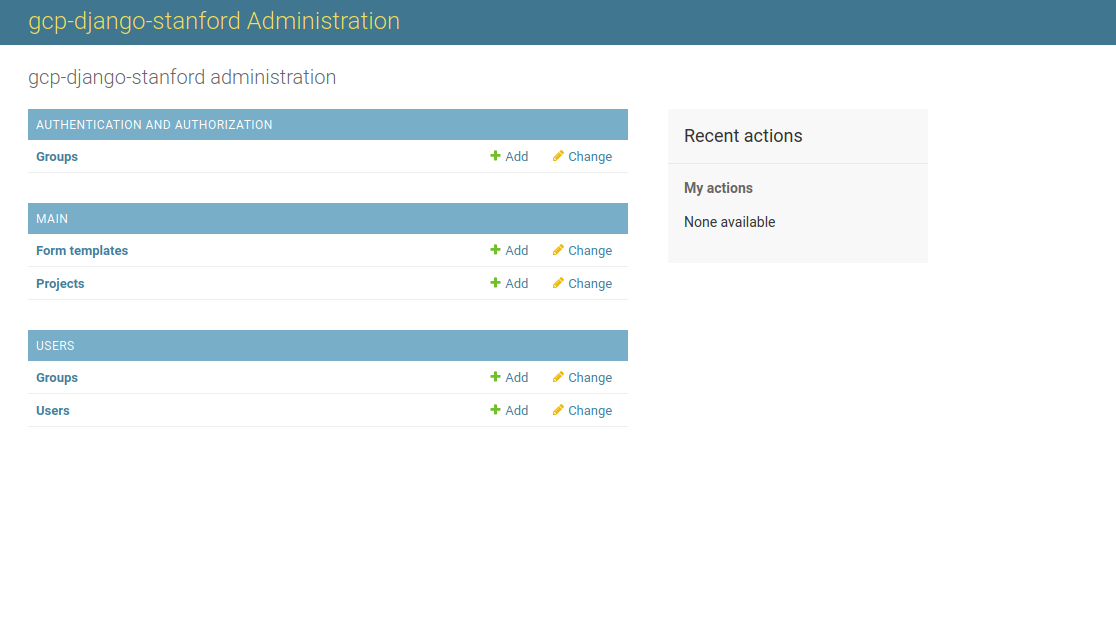 gcp-django-stanford Administration
gcp-django-stanford administration
AUTHENTICATION AND AUTHORIZATION
Groups Add Change
MAIN
Form templates Add Change
Projects Add Change
USERS
Groups Add Change
Users Add Change
Recent actions
My actions
None available